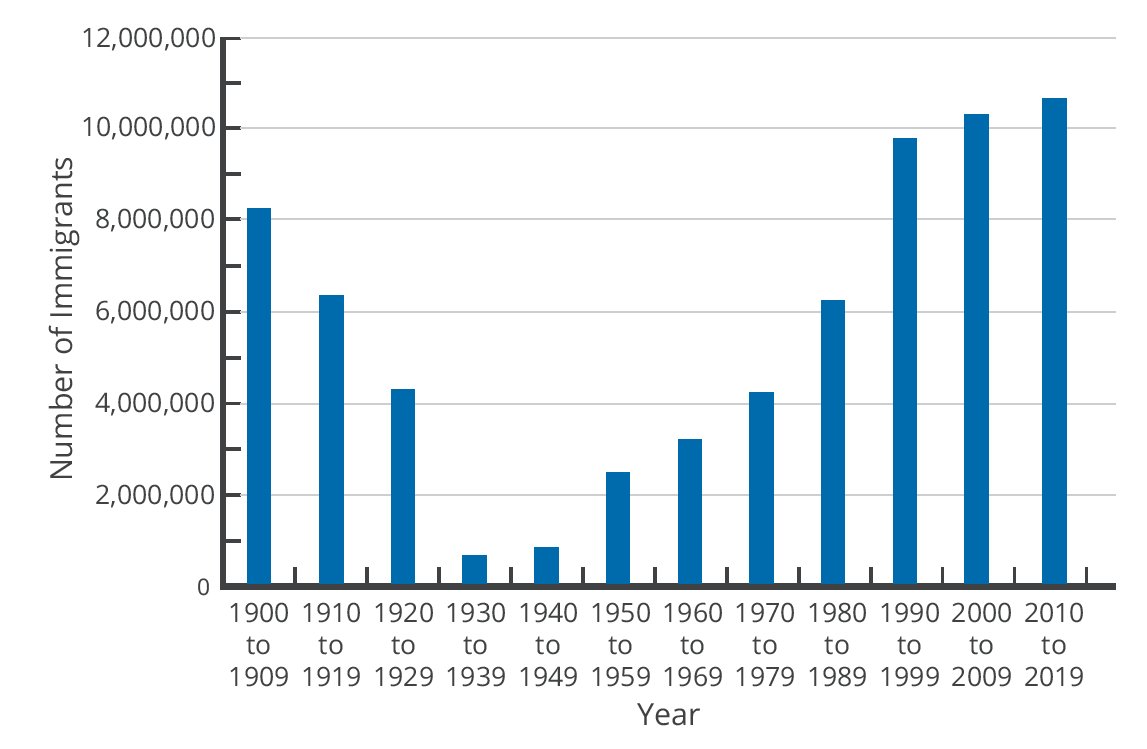 12,000,000
10,000,000
8,000,000
6,000,000
4,000,000
2,000,000
0
Number of Immigrants
1900 1910 1920 1930 1940 1950 1960 1970 1980 1990 2000 2010
to to to to to to to to to to to to
1909 1919 1929 1939 1949 1959 1969 1979 1989 1999 2009 2019
Year